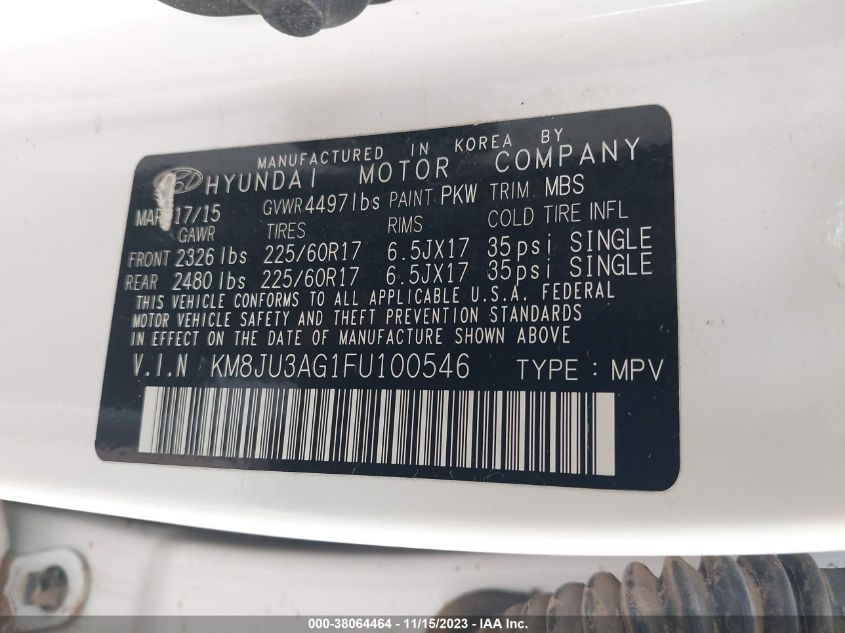 MANUFACTURED IN KOREA BY
HYUNDAI MOTOR COMPANY
MAR/17/15 GVWR 4497lbs PAINT PKW TRIM MBS
GAWR TIRES RIMS COLD TIRE INFL
FRONT 2326 lbs 225/60R17 6.5JX17 35psi SINGLE
REAR 2480 lbs 225/60R17 6.5JX17 35psi SINGLE
THIS VEHICLE CONFORMS TO ALL APPLICABLE U.S.A. FEDERAL
MOTOR VEHICLE SAFETY AND THEFT PREVENTION STANDARDS
IN EFFECT ON THE DATE OF MANUFACTURE SHOWN ABOVE
V.I.N KM8JU3AG1FU100546 TYPE : MPV
000-38064464 - 11/15/2023 - IAA Inc.